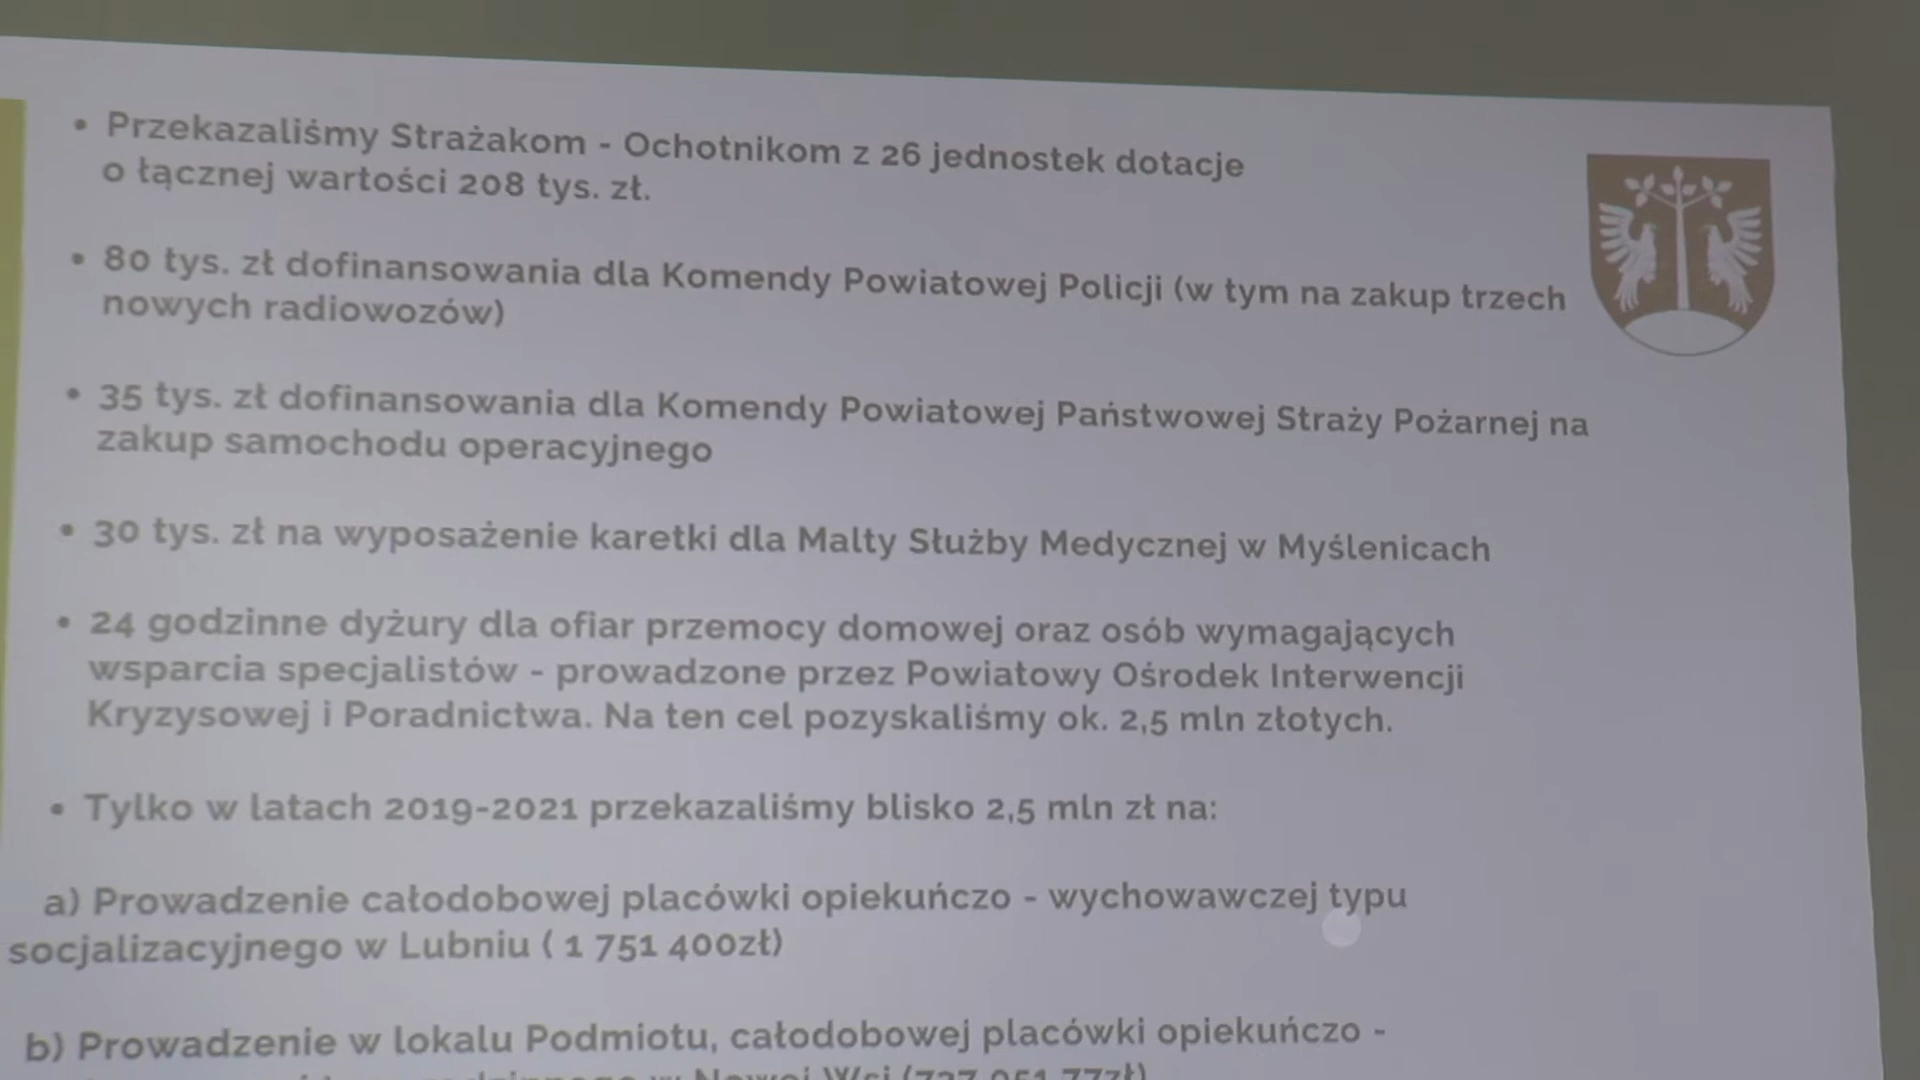 • Przekazaliśmy Strażakom - Ochotnikom z 26 jednostek dotacje
o łącznej wartości 208 tys. zł.
• 80 tys. zł dofinansowania dla Komendy Powiatowej Policji (w tym na zakup trzech
nowych radiowozów)
• 35 tys. zł dofinansowania dla Komendy Powiatowej Państwowej Straży Pożarnej na
zakup samochodu operacyjnego
• 30 tys. zł na wyposażenie karetki dla Malty Służby Medycznej w Myślenicach
• 24 godzinne dyżury dla ofiar przemocy domowej oraz osób wymagających
wsparcia specjalistów - prowadzone przez Powiatowy Ośrodek Interwencji
Kryzysowej i Poradnictwa. Na ten cel pozyskaliśmy ok. 2,5 mln złotych.
• Tylko w latach 2019-2021 przekazaliśmy blisko 2,5 mln zł na:
a) Prowadzenie całodobowej placówki opiekuńczo - wychowawczej typu
socjalizacyjnego w Lubniu ( 1 751 400zł)
b) Prowadzenie w lokalu Podmiotu, całodobowej placówki opiekuńczo -
w Nowej Wsi